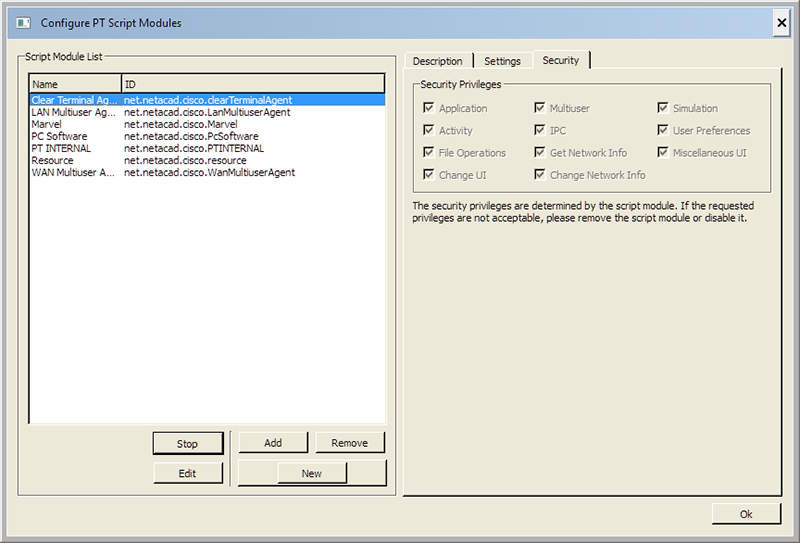 Configure PT Script Modules
Script Module List
Name ID
Clear Terminal Ag... net.netacad.cisco.clearTerminalAgent
LAN Multiuser Ag... net.netacad.cisco.LanMultiuserAgent
Marvel net.netacad.cisco.Marvel
PC Software net.netacad.cisco.PcSoftware
PT INTERNAL net.netacad.cisco.PTINTERNAL
Resource net.netacad.cisco.resource
WAN Multiuser A... net.netacad.cisco.WanMultiuserAgent
Stop Add Remove
Edit New
Description Settings Security
Security Privileges
Application Multiuser Simulation
Activity IPC User Preferences
File Operations Get Network Info Miscellaneous UI
Change UI Change Network Info
The security privileges are determined by the script module. If the requested
privileges are not acceptable, please remove the script module or disable it.
Ok